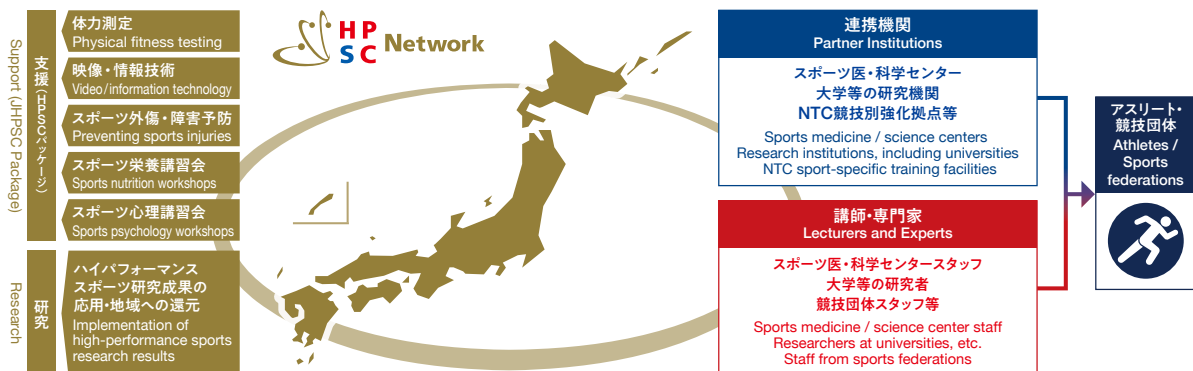 支援(HPSCパッケージ)
Support (JHPSC Package)
体力測定
Physical fitness testing
映像・情報技術
Video/information technology
スポーツ外傷・障害予防
Preventing sports injuries
スポーツ栄養講習会
Sports nutrition workshops
スポーツ心理講習会
Sports psychology workshops
研究
Research
ハイパフォーマンス
スポーツ研究成果の
応用・地域への還元
Implementation of
high-performance sports
research results
HP
SC Network
連携機関
Partner Institutions
スポーツ医・科学センター
大学等の研究機関
NTC競技別強化拠点等
Sports medicine / science centers
Research institutions, including universities
NTC sport-specific training facilities
講師・専門家
Lecturers and Experts
スポーツ医・科学センタースタッフ
大学等の研究者
競技団体スタッフ等
Sports medicine / science center staff
Researchers at universities, etc.
Staff from sports federations
アスリート・
競技団体
Athletes /
Sports
federations